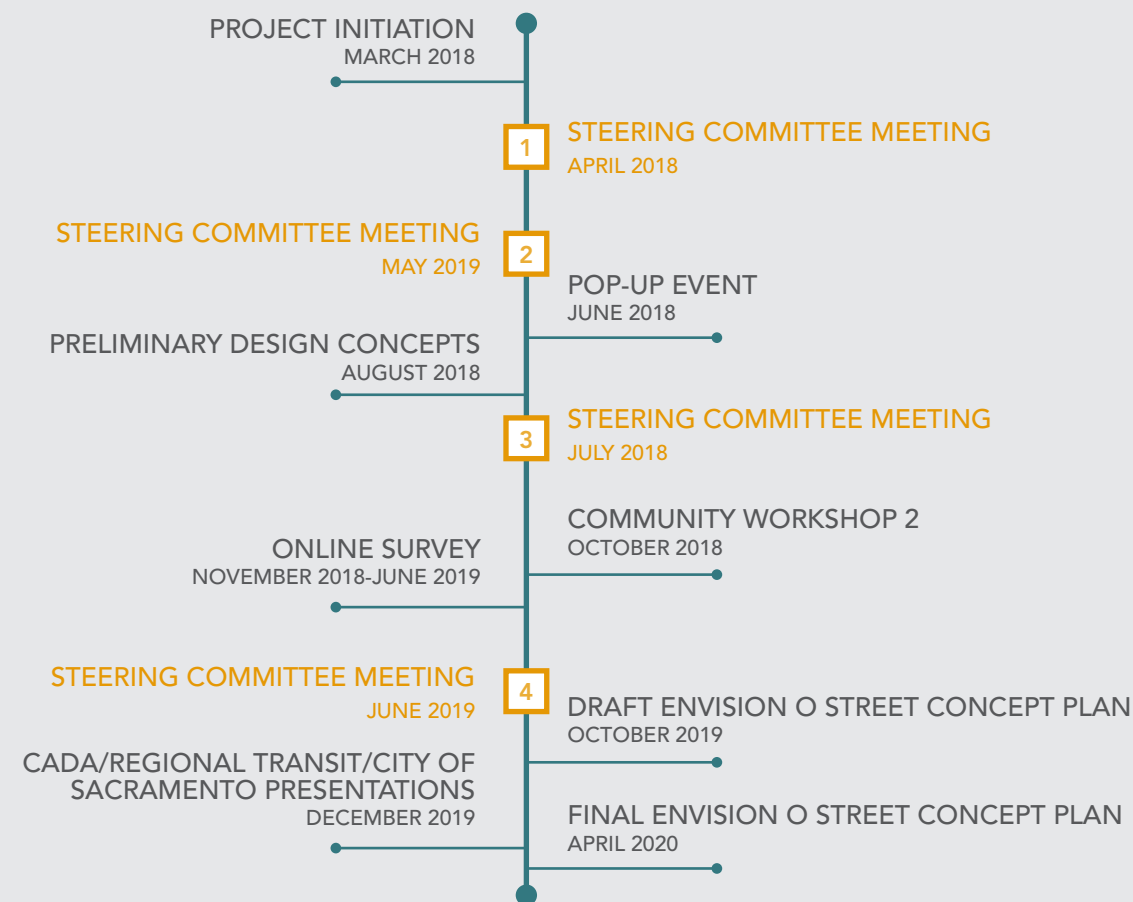 PROJECT INITIATION
MARCH 2018
1
STEERING COMMITTEE MEETING
APRIL 2018
STEERING COMMITTEE MEETING
MAY 2019
2
POP-UP EVENT
JUNE 2018
PRELIMINARY DESIGN CONCEPTS
AUGUST 2018
3
STEERING COMMITTEE MEETING
JULY 2018
COMMUNITY WORKSHOP 2
OCTOBER 2018
ONLINE SURVEY
NOVEMBER 2018-JUNE 2019
STEERING COMMITTEE MEETING
JUNE 2019
4
DRAFT ENVISION O STREET CONCEPT PLAN
OCTOBER 2019
CADA/REGIONAL TRANSIT/CITY OF
SACRAMENTO PRESENTATIONS
DECEMBER 2019
FINAL ENVISION O STREET CONCEPT PLAN
APRIL 2020